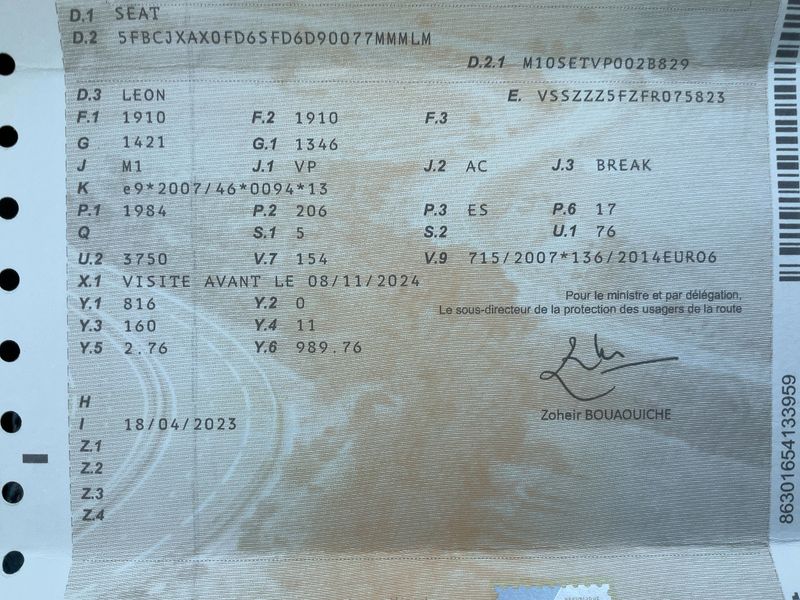 D.1 SEAT
D.2 5FBCJXAX0FD6SFD6D90077MMMLM
D.2.1 M10SETVP002B829
D.3 LEON E. VSSZZZ5FZFR075823
F.1 1910 F.2 1910 F.3
G 1421 G.1 1346
J M1 J.1 VP J.2 AC J.3 BREAK
K e9*2007/46*0094*13
P.1 1984 P.2 206 P.3 ES P.6 17
Q S.1 5 S.2 U.1 76
U.2 3750 V.7 154 V.9 715/2007*136/2014EURO6
X.1 VISITE AVANT LE 08/11/2024
Y.1 816 Y.2 0
Pour le ministre et par délégation,
Le sous-directeur de la protection des usagers de la route
Y.3 160 Y.4 11
Y.5 2.76 Y.6 989.76
H
Zoheir BOUAOUICHE
I 18/04/2023
Z.1
Z.2
Z.3
Z.4
86301654133959